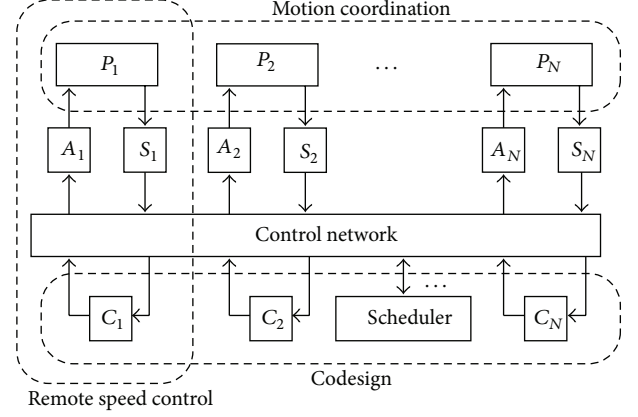 Motion coordination
P1 P2 ... PN
A1 S1 A2 S2 AN SN
Control network
...
C1 C2 Scheduler CN
Codesign
Remote speed control